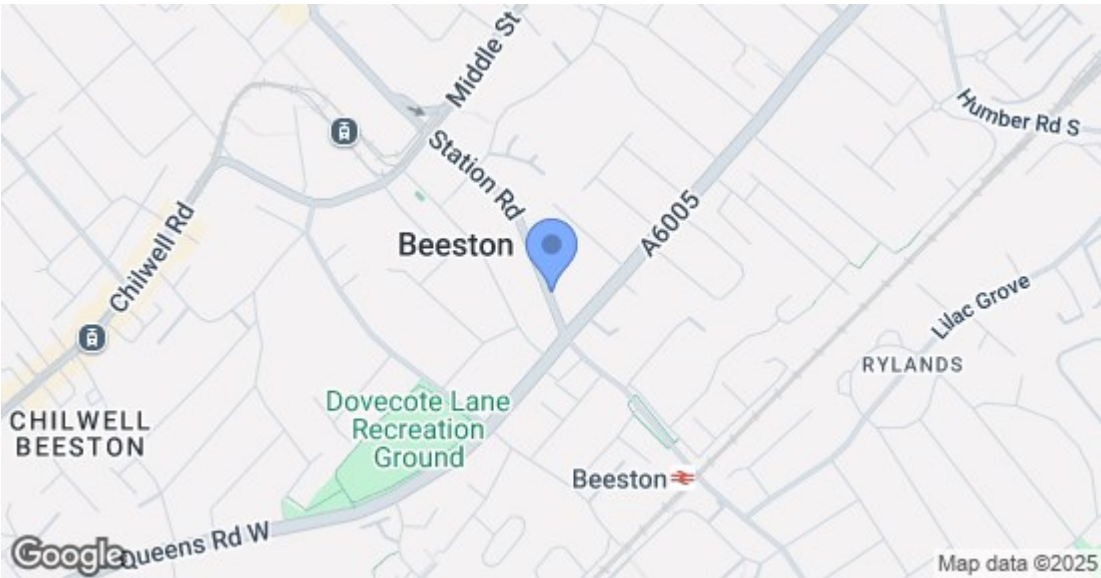 Middle St
Humber Rd S
Station Rd
A6005
Beeston
Chilwell Rd
Lilac Grove
RYLANDS
Dovecote Lane
Recreation
Ground
CHILWELL
BEESTON
Beeston
Queens Rd W
Google
Map data ©2025